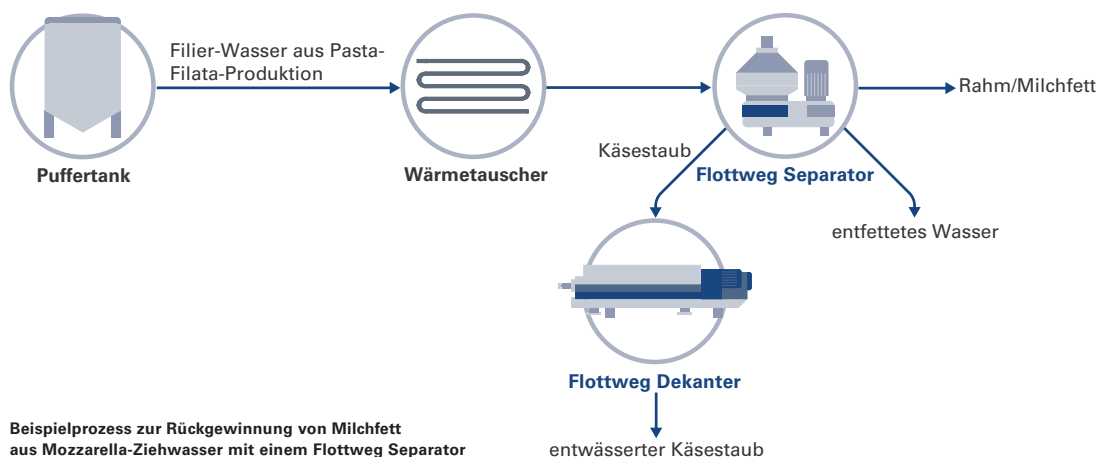 Filier-Wasser aus Pasta-
Filata-Produktion
Rahm/Milchfett
Käsestaub
Puffertank
Wärmetauscher
Flottweg Separator
entfettetes Wasser
Flottweg Dekanter
Beispielprozess zur Rückgewinnung von Milchfett
aus Mozzarella-Ziehwasser mit einem Flottweg Separator
entwässerter Käsestaub